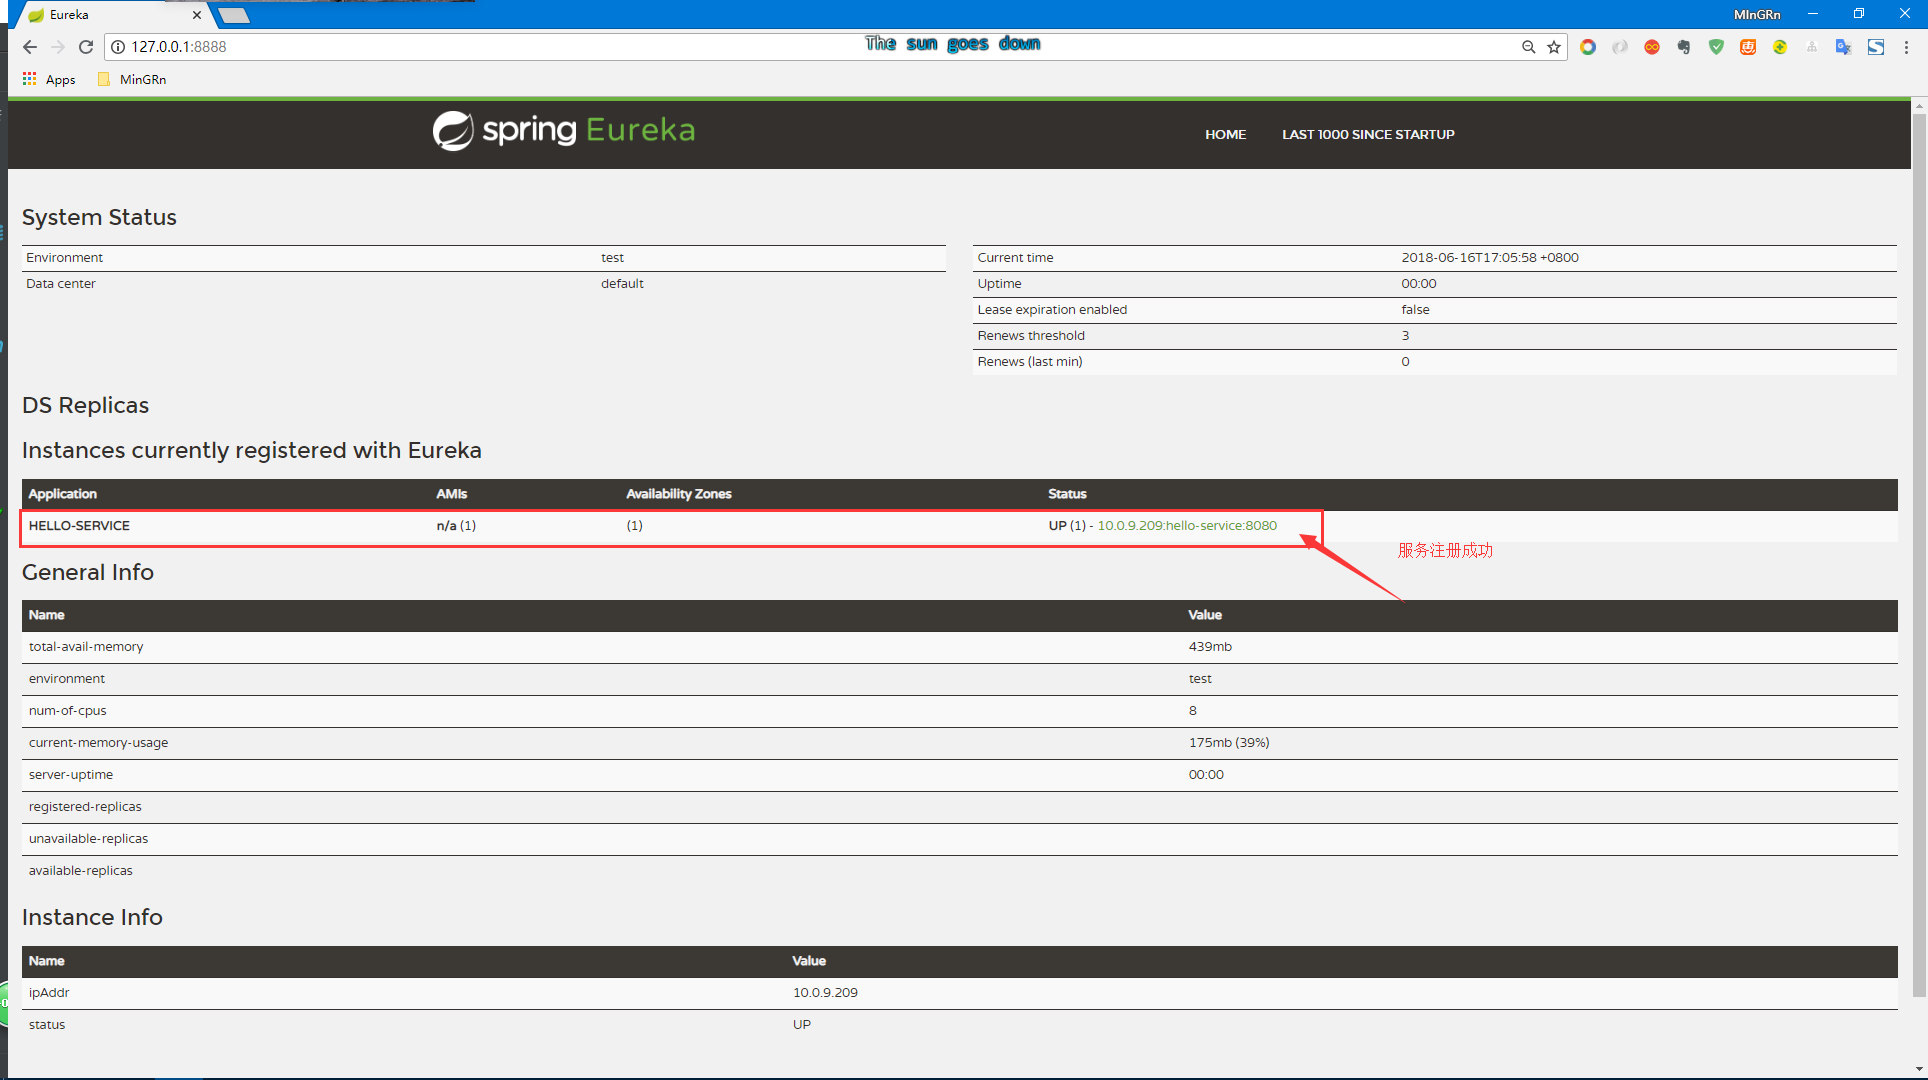 Eureka
MInGRn
127.0.0.1:8888
The sun goes down
Apps
MinGRn
spring Eureka
HOME
LAST 1000 SINCE STARTUP
System Status
Environment test
Data center default
Current time 2018-06-16T17:05:58 +0800
Uptime 00:00
Lease expiration enabled false
Renews threshold 3
Renews (last min) 0
DS Replicas
Instances currently registered with Eureka
Application AMIs Availability Zones Status
HELLO-SERVICE n/a (1) (1) UP (1) - 10.0.9.209:hello-service:8080
服务注册成功
General Info
Name Value
total-avail-memory 439mb
environment test
num-of-cpus 8
current-memory-usage 175mb (39%)
server-uptime 00:00
registered-replicas
unavailable-replicas
available-replicas
Instance Info
Name Value
ipAddr 10.0.9.209
status UP